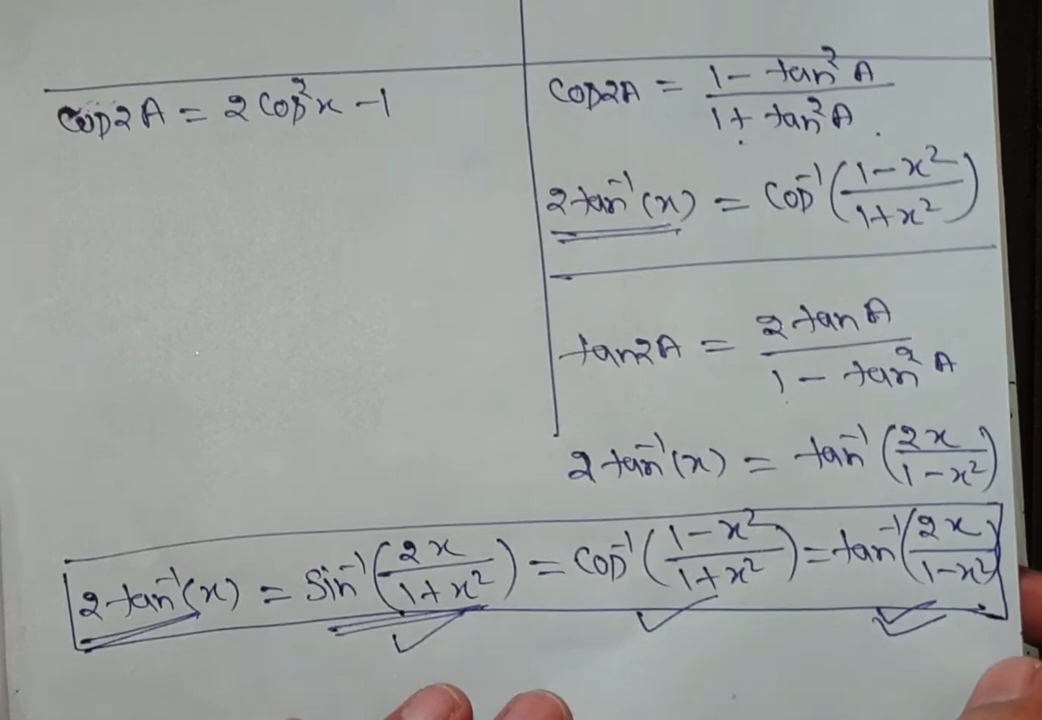 cos2A = 2cos²x - 1
cos2A = (1 - tan²A)/(1 + tan²A).
2tan⁻¹(x) = cos⁻¹((1-x²)/(1+x²))
tan2A = (2tanA)/(1 - tan²A)
2tan⁻¹(x) = tan⁻¹((2x)/(1-x²))
2tan⁻¹(x) = sin⁻¹((2x)/(1+x²)) = cos⁻¹((1-x²)/(1+x²)) = tan⁻¹((2x)/(1-x²))